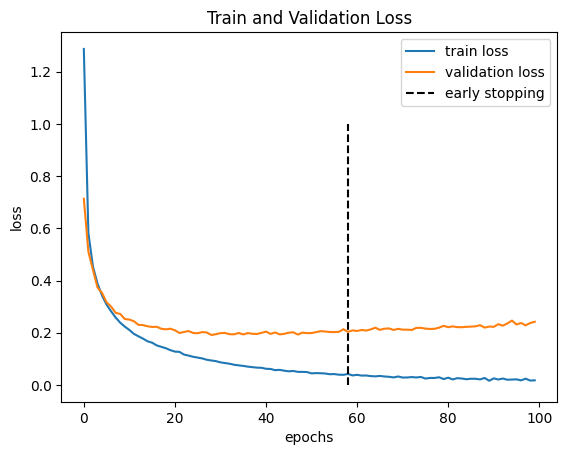 Train and Validation Loss
train loss
validation loss
early stopping
loss
1.2
1.0
0.8
0.6
0.4
0.2
0.0
0 20 40 60 80 100
epochs